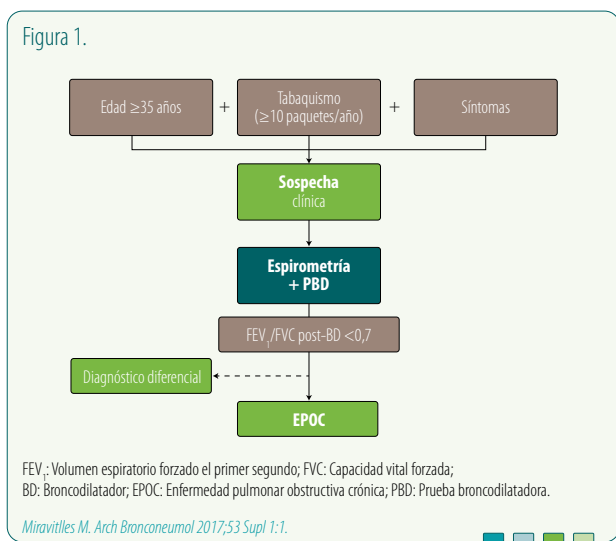 Figura 1.
Edad ≥35 años + Tabaquismo + Síntomas
(≥10 paquetes/año)
Sospecha
clínica
Espirometría
+ PBD
FEV₁/FVC post-BD <0,7
Diagnóstico diferencial
EPOC
FEV₁: Volumen espiratorio forzado el primer segundo; FVC: Capacidad vital forzada;
BD: Broncodilatador; EPOC: Enfermedad pulmonar obstructiva crónica; PBD: Prueba broncodilatadora.
Miravitlles M. Arch Bronconeumol 2017;53 Supl 1:1.